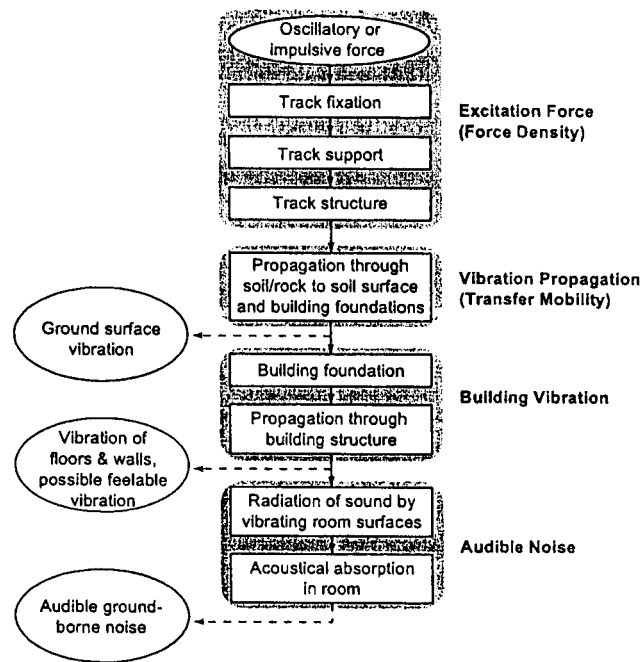 Oscillatory or
impulsive force
Track fixation
Excitation Force
(Force Density)
Track support
Track structure
Propagation through
soil/rock to soil surface
and building foundations
Vibration Propagation
(Transfer Mobility)
Ground surface
vibration
Building foundation
Building Vibration
Propagation through
building structure
Vibration of
floors & walls,
possible feelable
vibration
Radiation of sound by
vibrating room surfaces
Audible Noise
Acoustical absorption
in room
Audible ground-
borne noise